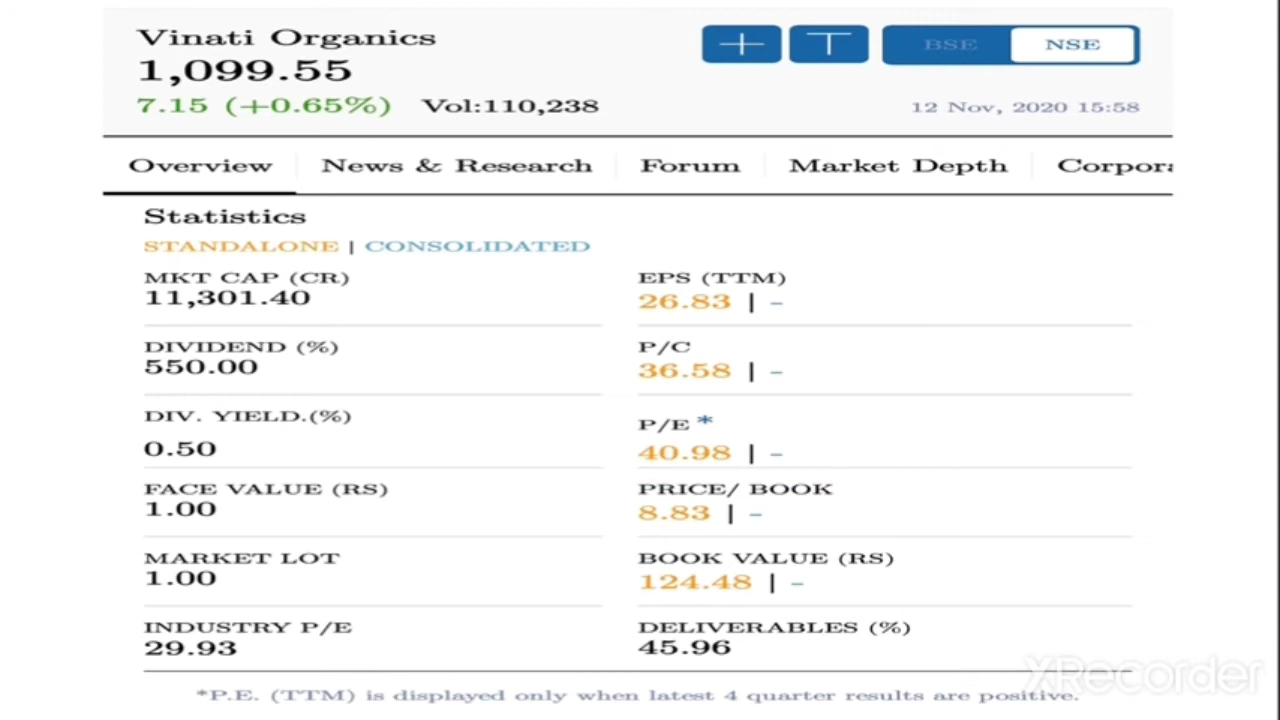 Vinati Organics
1,099.55
7.15 (+0.65%) Vol:110,238
BSE NSE
12 Nov, 2020 15:58
Overview News & Research Forum Market Depth Corpora
Statistics
STANDALONE | CONSOLIDATED
MKT CAP (CR)
11,301.40
EPS (TTM)
26.83 | -
DIVIDEND (%)
550.00
P/C
36.58 | -
DIV. YIELD.(%)
0.50
P/E *
40.98 | -
FACE VALUE (RS)
1.00
PRICE/ BOOK
8.83 | -
MARKET LOT
1.00
BOOK VALUE (RS)
124.48 | -
INDUSTRY P/E
29.93
DELIVERABLES (%)
45.96
*P.E. (TTM) is displayed only when latest 4 quarter results are positive.
XRecorder